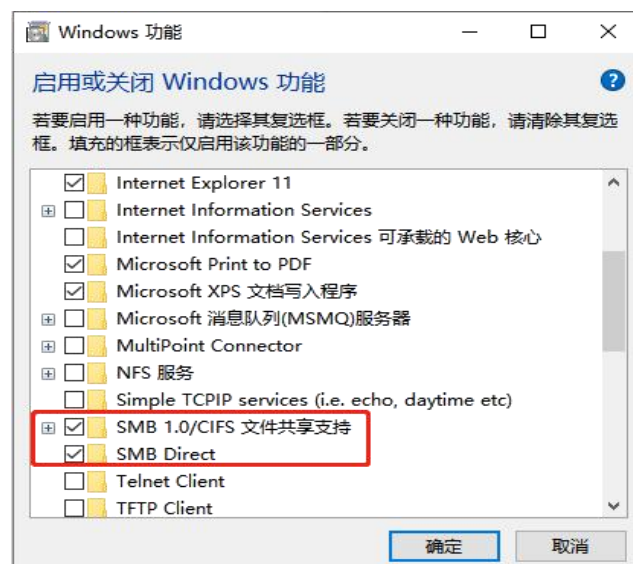 Windows 功能
启用或关闭 Windows 功能
若要启用一种功能，请选择其复选框。若要关闭一种功能，请清除其复选
框。填充的框表示仅启用该功能的一部分。
Internet Explorer 11
Internet Information Services
Internet Information Services 可承载的 Web 核心
Microsoft Print to PDF
Microsoft XPS 文档写入程序
Microsoft 消息队列(MSMQ)服务器
MultiPoint Connector
NFS 服务
Simple TCPIP services (i.e. echo, daytime etc)
SMB 1.0/CIFS 文件共享支持
SMB Direct
Telnet Client
TFTP Client
确定 取消